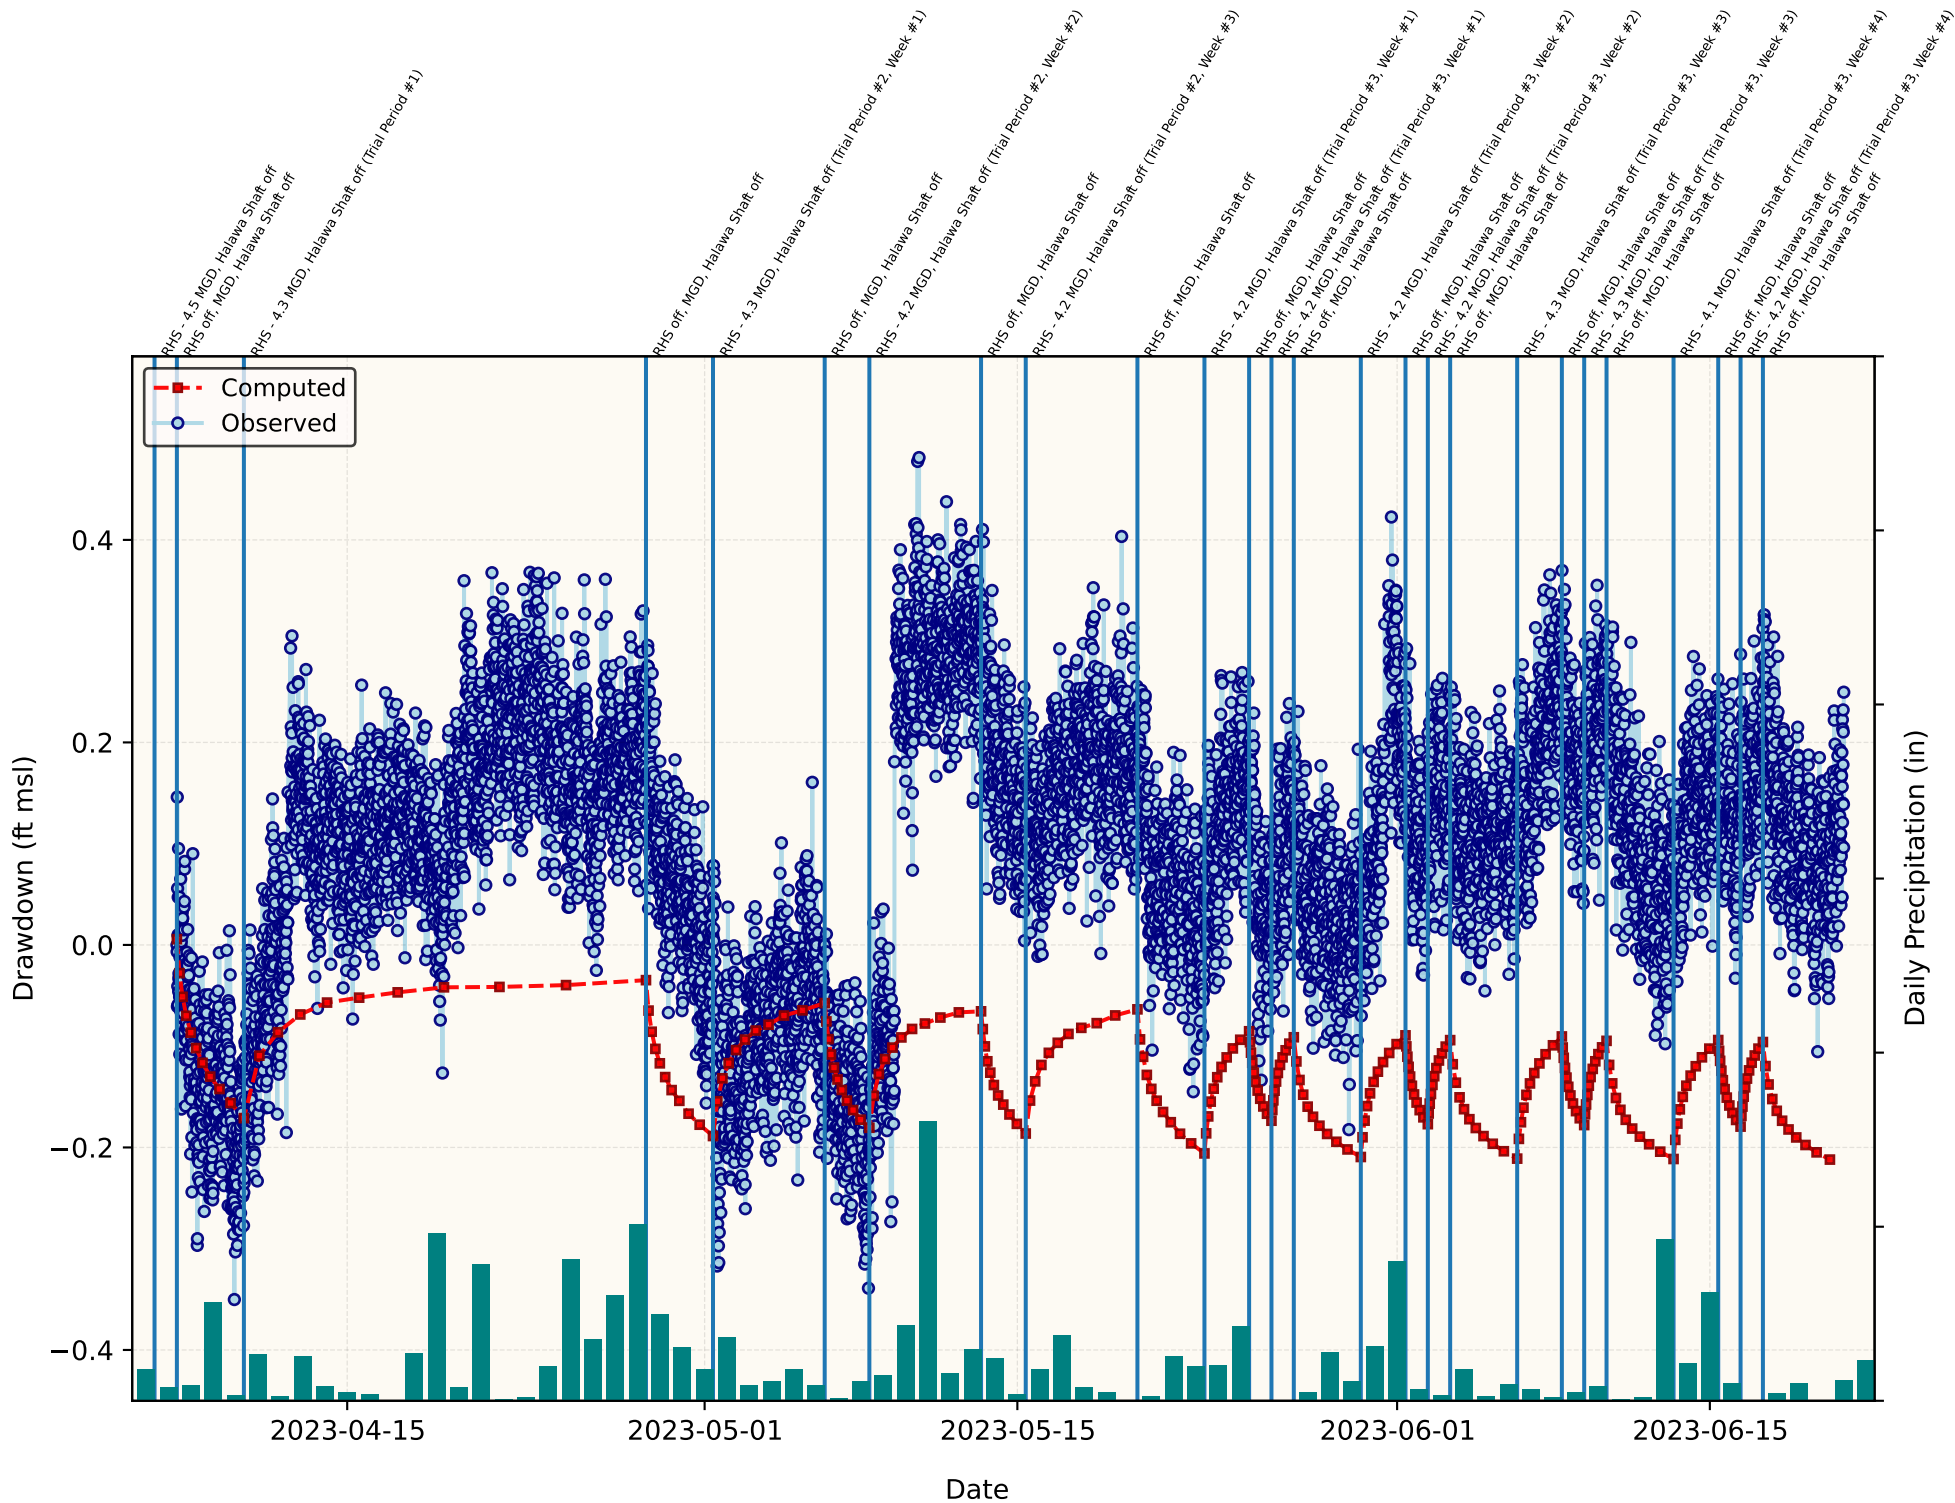 RHS - 4.5 MGD, Halawa Shaft off
RHS off, MGD, Halawa Shaft off
RHS - 4.3 MGD, Halawa Shaft off (Trial Period #1)
RHS off, MGD, Halawa Shaft off
RHS - 4.3 MGD, Halawa Shaft off (Trial Period #2, Week #1)
RHS off, MGD, Halawa Shaft off
RHS - 4.2 MGD, Halawa Shaft off (Trial Period #2, Week #2)
RHS off, MGD, Halawa Shaft off
RHS - 4.2 MGD, Halawa Shaft off (Trial Period #2, Week #3)
RHS off, MGD, Halawa Shaft off
RHS - 4.2 MGD, Halawa Shaft off (Trial Period #3, Week #1)
RHS off, MGD, Halawa Shaft off
RHS - 4.2 MGD, Halawa Shaft off (Trial Period #3, Week #1)
RHS off, MGD, Halawa Shaft off
RHS - 4.2 MGD, Halawa Shaft off (Trial Period #3, Week #2)
RHS off, MGD, Halawa Shaft off
RHS - 4.2 MGD, Halawa Shaft off (Trial Period #3, Week #2)
RHS off, MGD, Halawa Shaft off
RHS - 4.3 MGD, Halawa Shaft off (Trial Period #3, Week #3)
RHS off, MGD, Halawa Shaft off
RHS - 4.3 MGD, Halawa Shaft off (Trial Period #3, Week #3)
RHS off, MGD, Halawa Shaft off
RHS - 4.1 MGD, Halawa Shaft off (Trial Period #3, Week #4)
RHS off, MGD, Halawa Shaft off
RHS - 4.2 MGD, Halawa Shaft off (Trial Period #3, Week #4)
RHS off, MGD, Halawa Shaft off
Computed
Observed
0.4
0.2
0.0
−0.2
−0.4
Drawdown (ft msl)
Daily Precipitation (in)
2023-04-15
2023-05-01
2023-05-15
2023-06-01
2023-06-15
Date